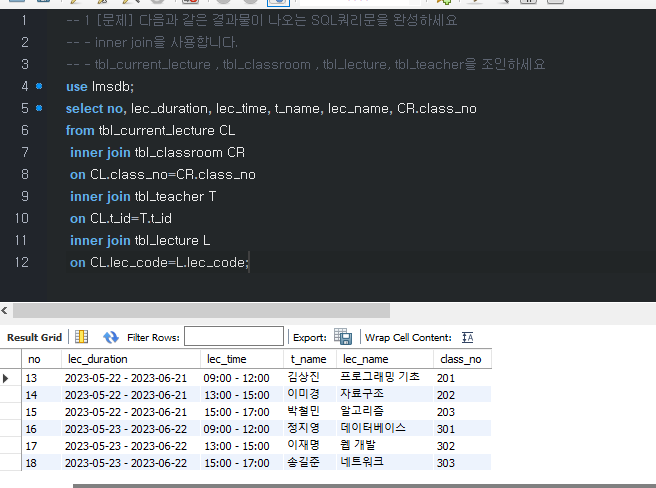 1 -- 1 [문제] 다음과 같은 결과물이 나오는 SQL쿼리문을 완성하세요
2 -- - inner join을 사용합니다.
3 -- - tbl_current_lecture , tbl_classroom , tbl_lecture, tbl_teacher을 조인하세요
4 use lmsdb;
5 select no, lec_duration, lec_time, t_name, lec_name, CR.class_no
6 from tbl_current_lecture CL
7 inner join tbl_classroom CR
8 on CL.class_no=CR.class_no
9 inner join tbl_teacher T
10 on CL.t_id=T.t_id
11 inner join tbl_lecture L
12 on CL.lec_code=L.lec_code;
Result Grid Filter Rows: Export: Wrap Cell Content: IA
no lec_duration lec_time t_name lec_name class_no
13 2023-05-22 - 2023-06-21 09:00 - 12:00 김상진 프로그래밍 기초 201
14 2023-05-22 - 2023-06-21 13:00 - 15:00 이미경 자료구조 202
15 2023-05-22 - 2023-06-21 15:00 - 17:00 박철민 알고리즘 203
16 2023-05-23 - 2023-06-22 09:00 - 12:00 정지영 데이터베이스 301
17 2023-05-23 - 2023-06-22 13:00 - 15:00 이재명 웹 개발 302
18 2023-05-23 - 2023-06-22 15:00 - 17:00 송길준 네트워크 303